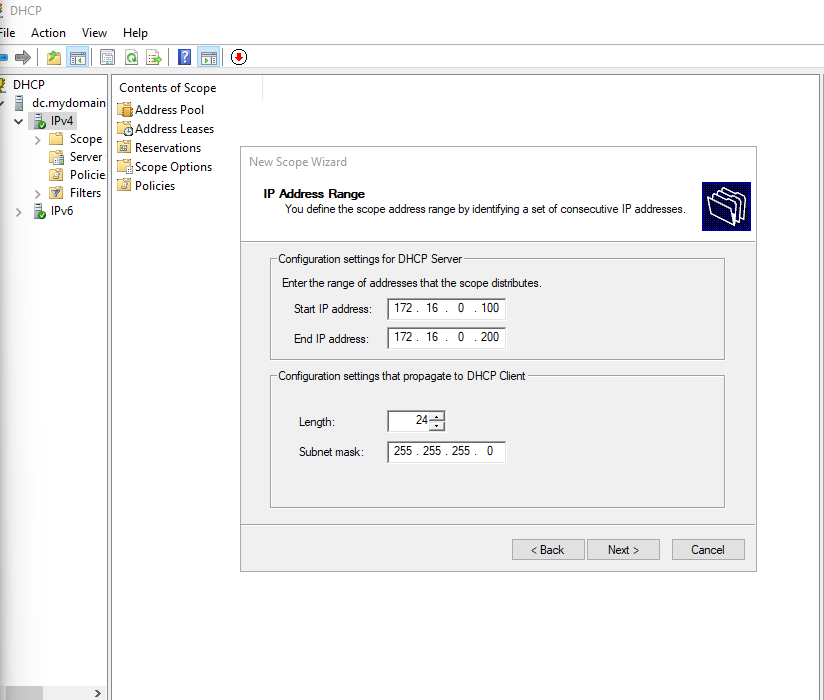 DHCP
File Action View Help
DHCP
dc.mydomain
IPv4
Scope
Server
Policie
Filters
IPv6
Contents of Scope
Address Pool
Address Leases
Reservations
Scope Options
Policies
New Scope Wizard
IP Address Range
You define the scope address range by identifying a set of consecutive IP addresses.
Configuration settings for DHCP Server
Enter the range of addresses that the scope distributes.
Start IP address: 172 . 16 . 0 . 100
End IP address: 172 . 16 . 0 . 200
Configuration settings that propagate to DHCP Client
Length: 24
Subnet mask: 255 . 255 . 255 . 0
< Back Next > Cancel